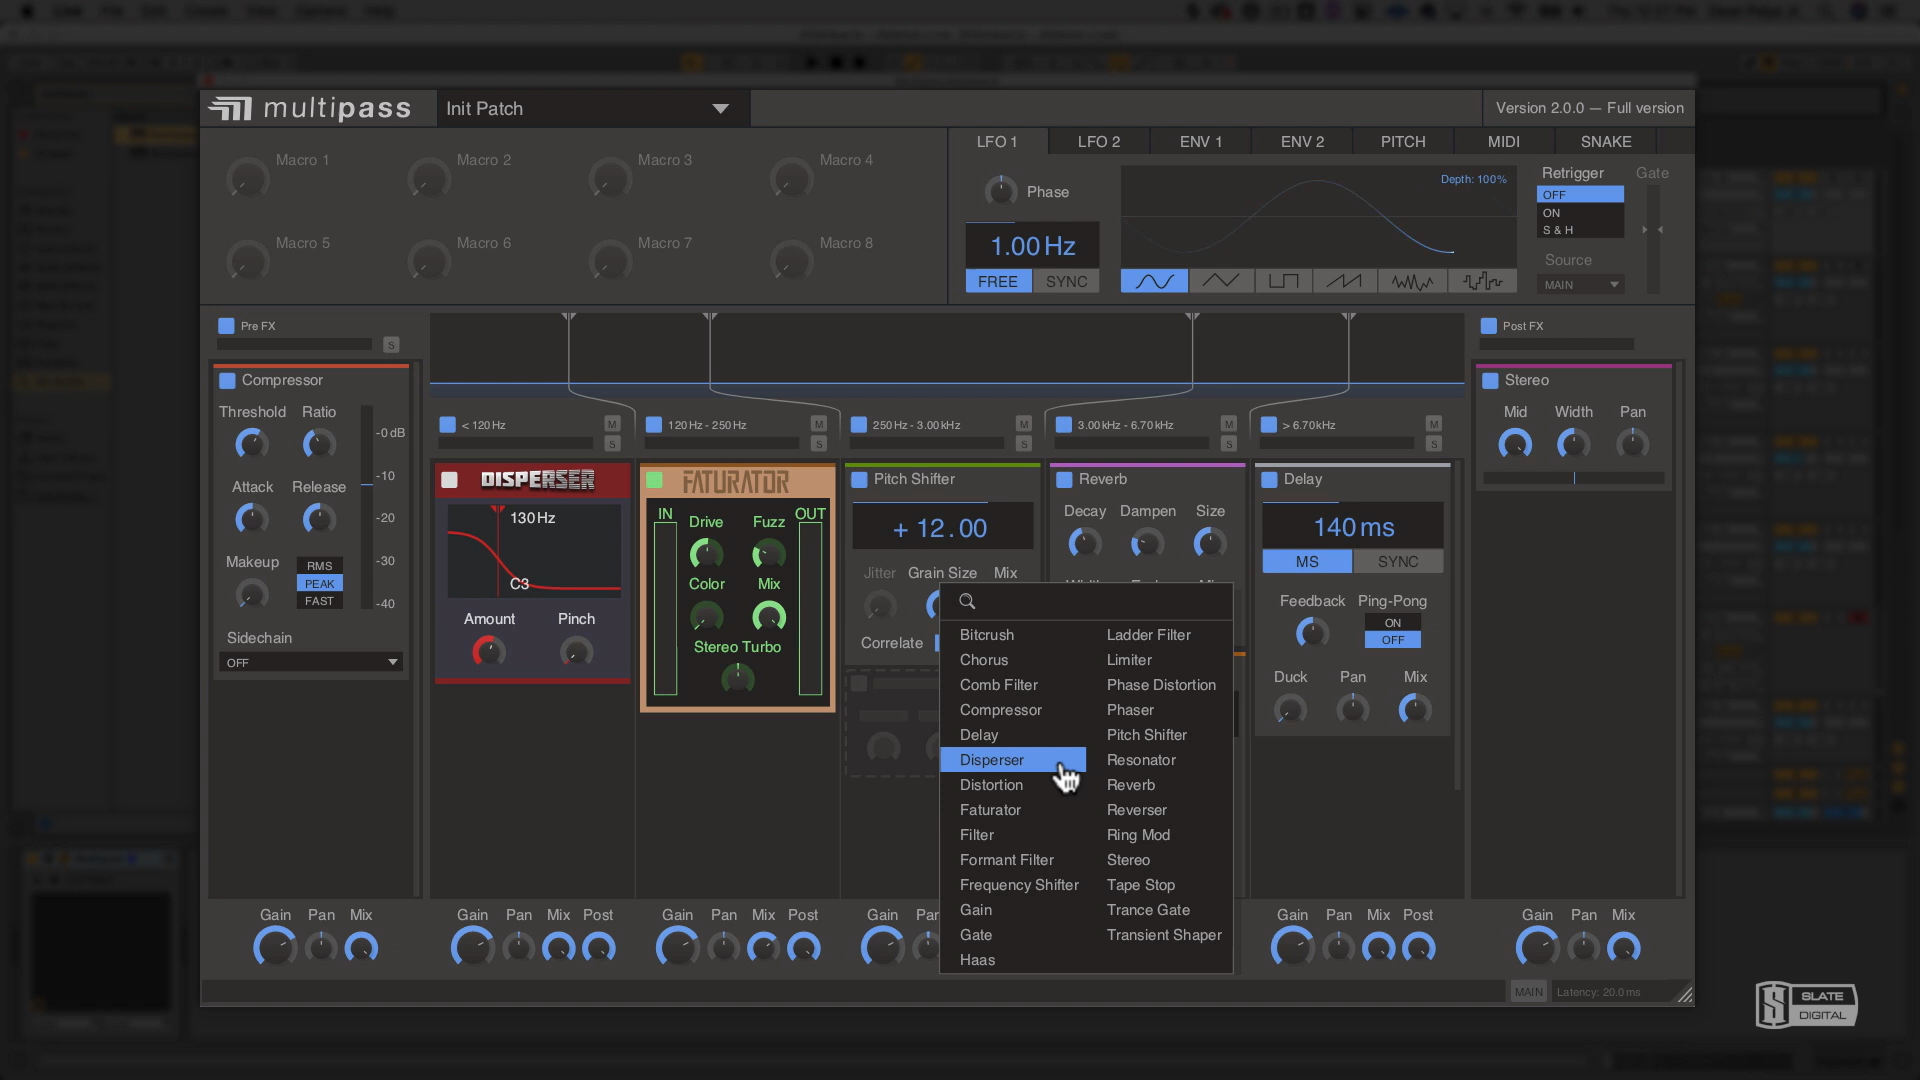 multipass
Init Patch
Version 2.0.0 — Full version
Macro 1
Macro 2
Macro 3
Macro 4
Macro 5
Macro 6
Macro 7
Macro 8
LFO 1
LFO 2
ENV 1
ENV 2
PITCH
MIDI
SNAKE
Phase
1.00 Hz
FREE
SYNC
Depth: 100%
Retrigger
OFF
ON
S & H
Gate
Source
MAIN
Pre FX
S
Post FX
Compressor
Threshold
Ratio
Attack
Release
Makeup
RMS
PEAK
FAST
-0 dB
-10
-20
-30
-40
Sidechain
OFF
< 120 Hz
M
S
120 Hz - 250 Hz
M
S
250 Hz - 3.00 kHz
M
S
3.00 kHz - 6.70 kHz
M
S
> 6.70 kHz
M
S
DISPERSER
130 Hz
C3
Amount
Pinch
FATURATOR
IN
OUT
Drive
Fuzz
Color
Mix
Stereo Turbo
Pitch Shifter
+ 12.00
Jitter
Grain Size
Mix
Correlate
Reverb
Decay
Dampen
Size
Delay
140 ms
MS
SYNC
Feedback
Ping-Pong
ON
OFF
Duck
Pan
Mix
Stereo
Mid
Width
Pan
Bitcrush
Chorus
Comb Filter
Compressor
Delay
Disperser
Distortion
Faturator
Filter
Formant Filter
Frequency Shifter
Gain
Gate
Haas
Ladder Filter
Limiter
Phase Distortion
Phaser
Pitch Shifter
Resonator
Reverb
Reverser
Ring Mod
Stereo
Tape Stop
Trance Gate
Transient Shaper
Gain Pan Mix
Gain Pan Mix Post
Gain Pan Mix Post
Gain
Gain Pan Mix Post
Gain Pan Mix
MAIN
Latency: 20.0 ms
SLATE
DIGITAL